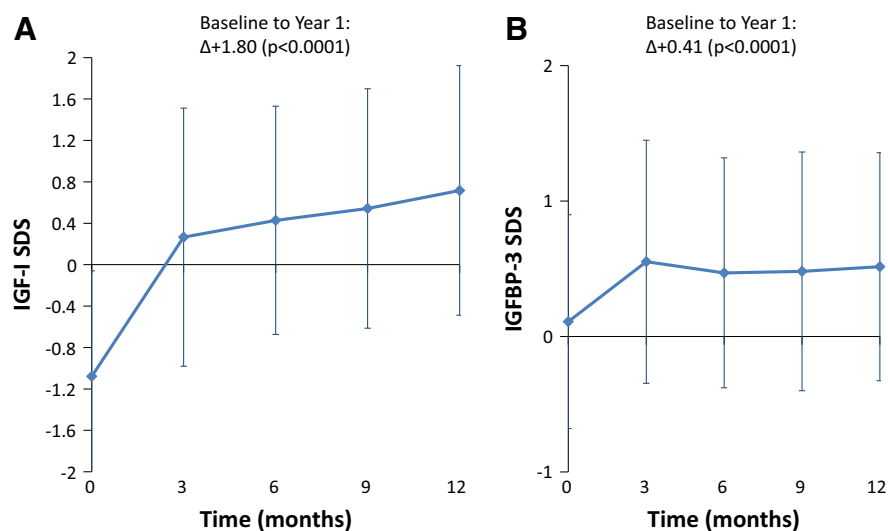 A
Baseline to Year 1:
Δ+1.80 (p<0.0001)
2
1.6
1.2
0.8
0.4
0
-0.4
-0.8
-1.2
-1.6
-2
IGF-I SDS
0 3 6 9 12
Time (months)
B
Baseline to Year 1:
Δ+0.41 (p<0.0001)
2
1
0
-1
IGFBP-3 SDS
0 3 6 9 12
Time (months)